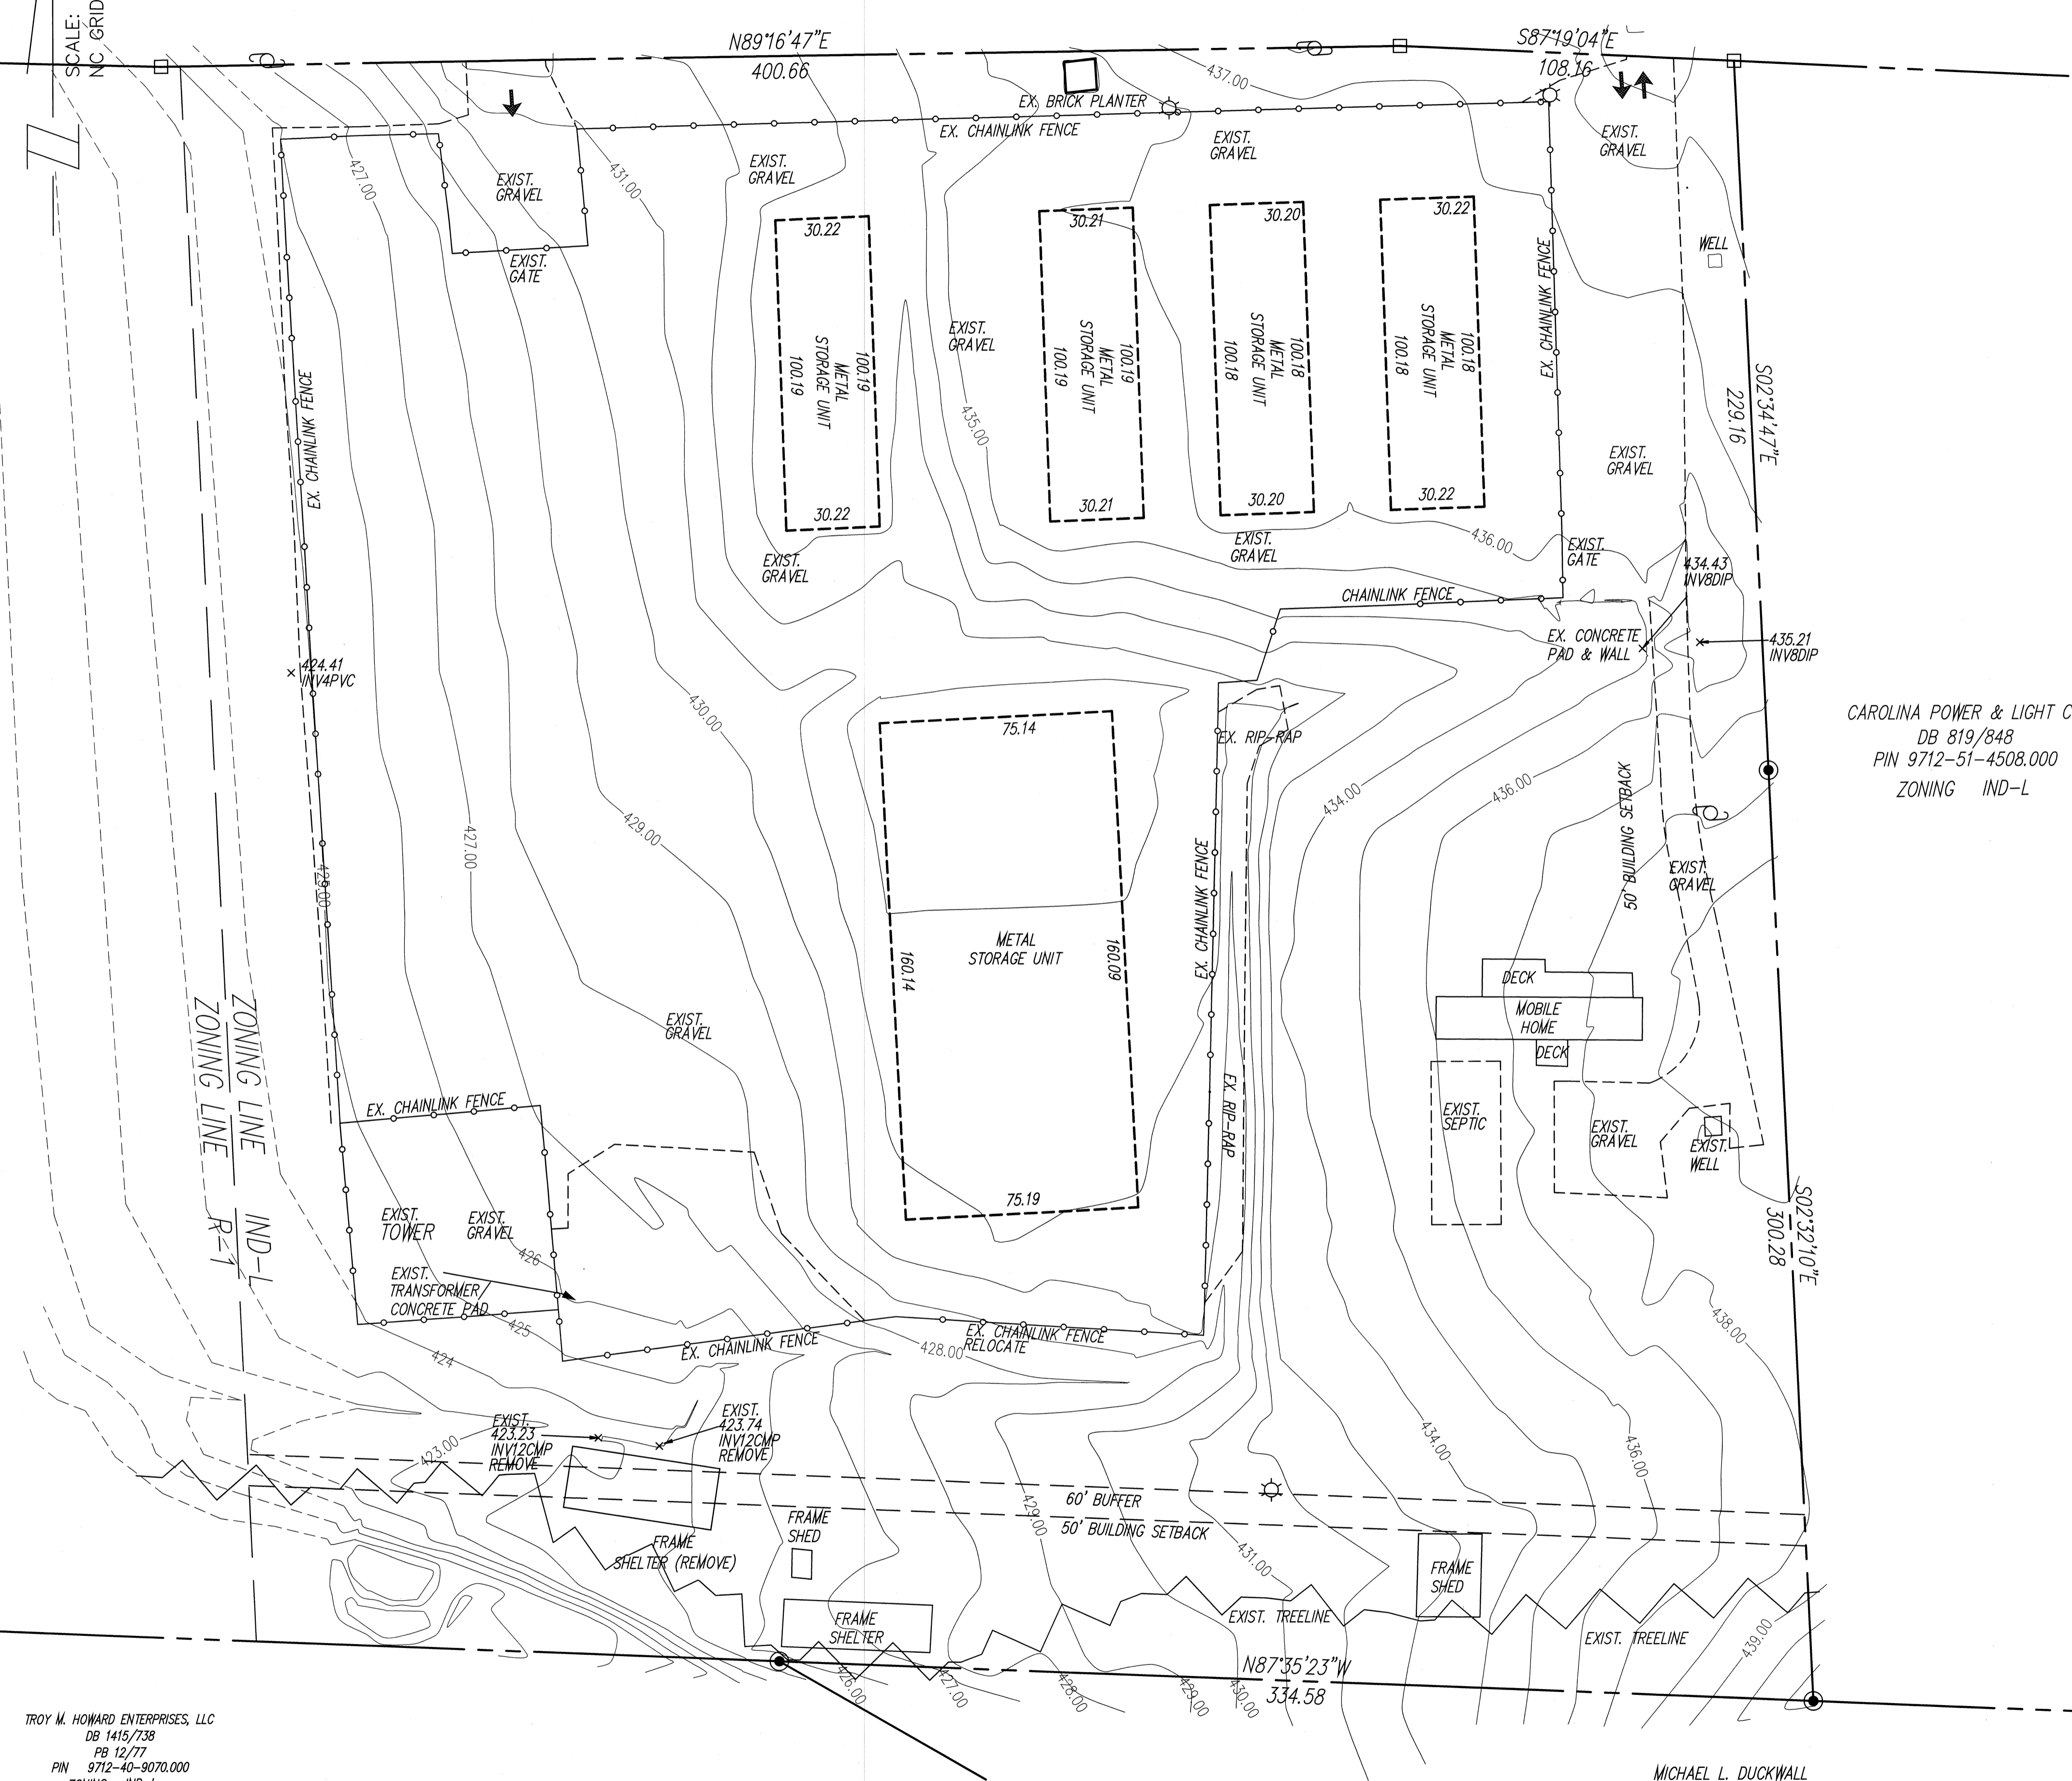 SCALE:
NC GRID
N89°16'47"E
400.66
S87°19'04"E
108.16
437.00
EX. BRICK PLANTER
EX. CHAINLINK FENCE
EXIST.
GRAVEL
EXIST.
GRAVEL
EXIST.
GRAVEL
EXIST.
GRAVEL
427.00
431.00
EXIST.
GATE
30.22
30.21
30.20
30.22
WELL
EX. CHAINLINK FENCE
100.19
METAL
STORAGE UNIT
100.19
EXIST.
GRAVEL
100.19
METAL
STORAGE UNIT
100.19
100.18
METAL
STORAGE UNIT
100.18
100.18
METAL
STORAGE UNIT
100.18
EX. CHAINLINK FENCE
S02°34'47"E
229.16
435.00
EXIST.
GRAVEL
30.22
30.21
30.20
30.22
EXIST.
GRAVEL
EXIST.
GRAVEL
436.00
EXIST.
GATE
434.43
INV8DIP
CHAINLINK FENCE
EX. CONCRETE
PAD & WALL
435.21
INV8DIP
424.41
INV4PVC
430.00
75.14
EX. RIP-RAP
CAROLINA POWER & LIGHT C
DB 819/848
PIN 9712-51-4508.000
ZONING IND-L
434.00
436.00
50' BUILDING SETBACK
429.00
427.00
425.00
EX. CHAINLINK FENCE
EXIST.
GRAVEL
METAL
STORAGE UNIT
160.14
160.09
DECK
MOBILE
HOME
DECK
EXIST.
GRAVEL
ZONING LINE IND-L
ZONING LINE R-1
EX. CHAINLINK FENCE
EX. RIP-RAP
EXIST.
SEPTIC
EXIST.
GRAVEL
EXIST.
WELL
75.19
S02°32'10"E
300.28
EXIST.
TOWER
EXIST.
GRAVEL
426
EXIST.
TRANSFORMER/
CONCRETE PAD
425
424
438.00
EX. CHAINLINK FENCE
428.00
EX. CHAINLINK FENCE
RELOCATE
EXIST.
423.23
INV12CMP
REMOVE
EXIST.
423.74
INV12CMP
REMOVE
423.00
434.00
436.00
60' BUFFER
50' BUILDING SETBACK
429.00
431.00
FRAME
SHED
FRAME
SHELTER (REMOVE)
FRAME
SHED
FRAME
SHELTER
EXIST. TREELINE
EXIST. TREELINE
439.00
N87°35'23"W
334.58
426.00
427.00
428.00
429.00
430.00
TROY M. HOWARD ENTERPRISES, LLC
DB 1415/738
PB 12/77
PIN 9712-40-9070.000
ZONING IND-L
MICHAEL L. DUCKWALL